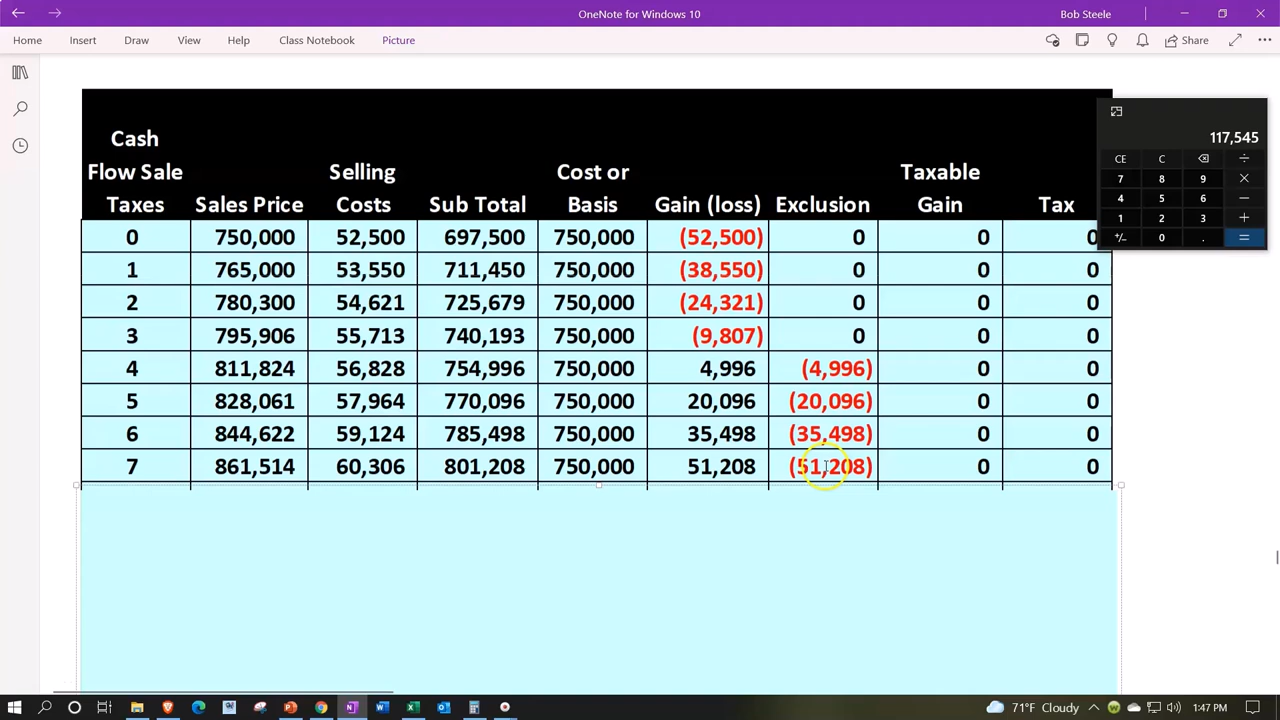 OneNote for Windows 10
Bob Steele
Home Insert Draw View Help Class Notebook Picture
Share
Cash
Flow Sale Selling Cost or Taxable
Taxes Sales Price Costs Sub Total Basis Gain (loss) Exclusion Gain Tax
0 750,000 52,500 697,500 750,000 (52,500) 0 0 0
1 765,000 53,550 711,450 750,000 (38,550) 0 0 0
2 780,300 54,621 725,679 750,000 (24,321) 0 0 0
3 795,906 55,713 740,193 750,000 (9,807) 0 0 0
4 811,824 56,828 754,996 750,000 4,996 (4,996) 0 0
5 828,061 57,964 770,096 750,000 20,096 (20,096) 0 0
6 844,622 59,124 785,498 750,000 35,498 (35,498) 0 0
7 861,514 60,306 801,208 750,000 51,208 (51,208) 0 0
117,545
CE C ⌫ ÷
7 8 9 ×
4 5 6 −
1 2 3 +
+/− 0 . =
71°F Cloudy
1:47 PM